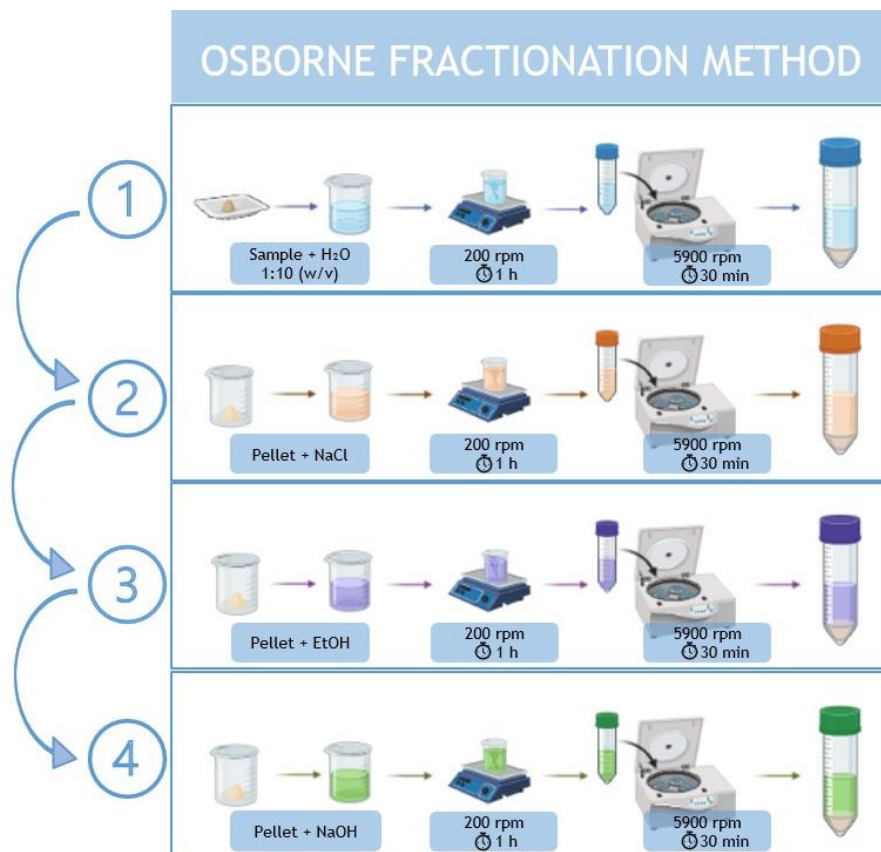 OSBORNE FRACTIONATION METHOD
1
Sample + H₂O
1:10 (w/v)
200 rpm
1 h
5900 rpm
30 min
2
Pellet + NaCl
200 rpm
1 h
5900 rpm
30 min
3
Pellet + EtOH
200 rpm
1 h
5900 rpm
30 min
4
Pellet + NaOH
200 rpm
1 h
5900 rpm
30 min